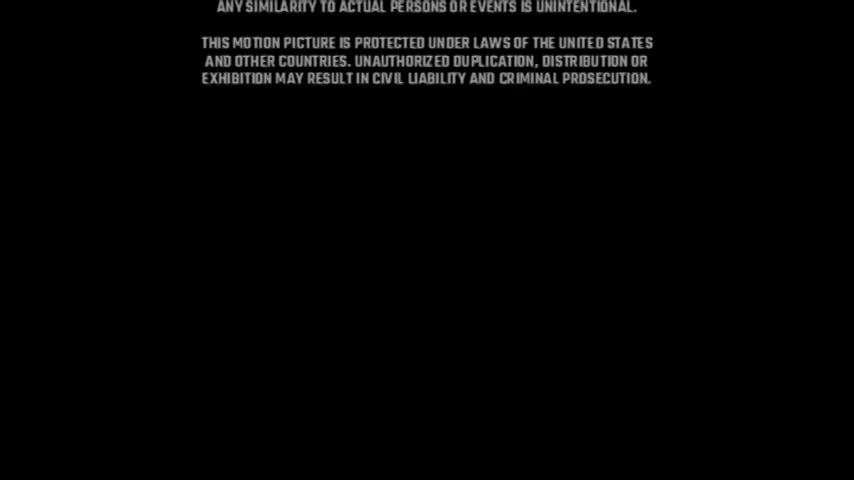 ANY SIMILARITY TO ACTUAL PERSONS OR EVENTS IS UNINTENTIONAL.
THIS MOTION PICTURE IS PROTECTED UNDER LAWS OF THE UNITED STATES
AND OTHER COUNTRIES. UNAUTHORIZED DUPLICATION, DISTRIBUTION OR
EXHIBITION MAY RESULT IN CIVIL LIABILITY AND CRIMINAL PROSECUTION.